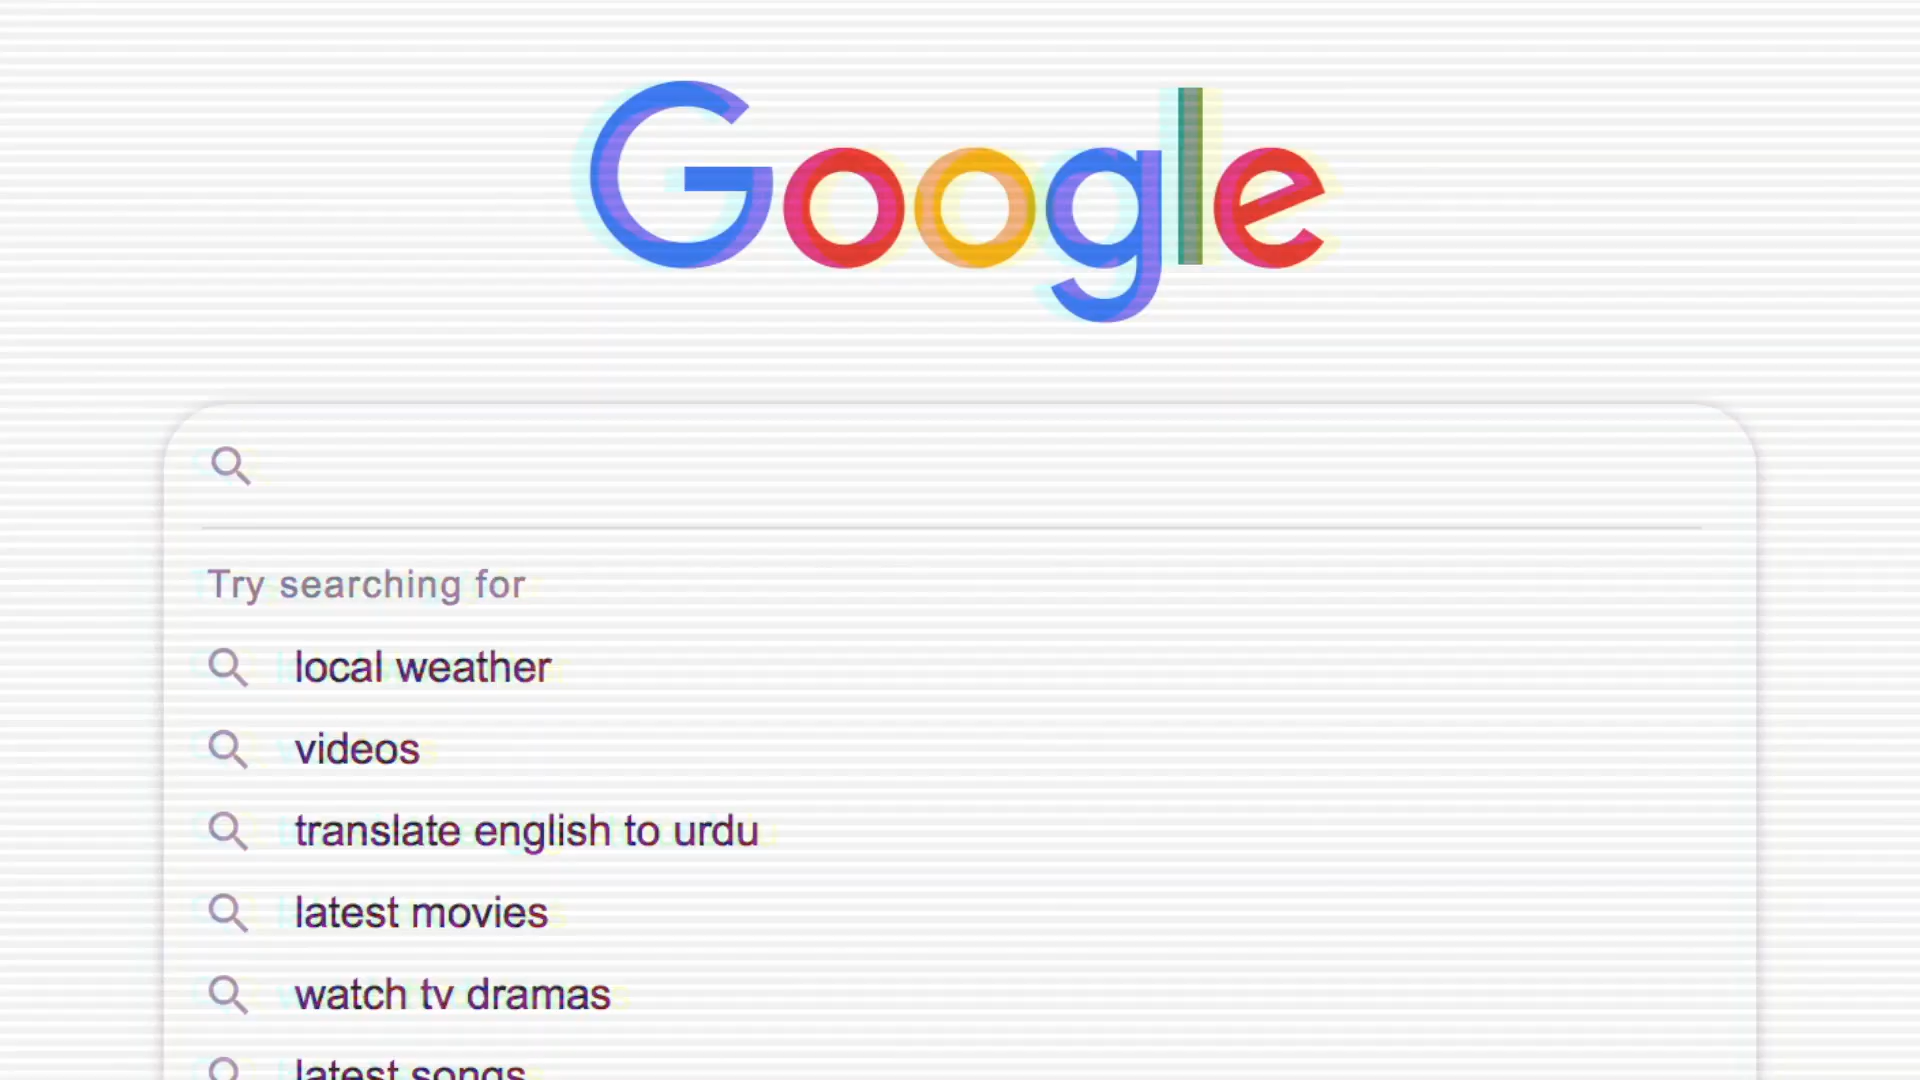 Google
Try searching for
local weather
videos
translate english to urdu
latest movies
watch tv dramas
latest songs